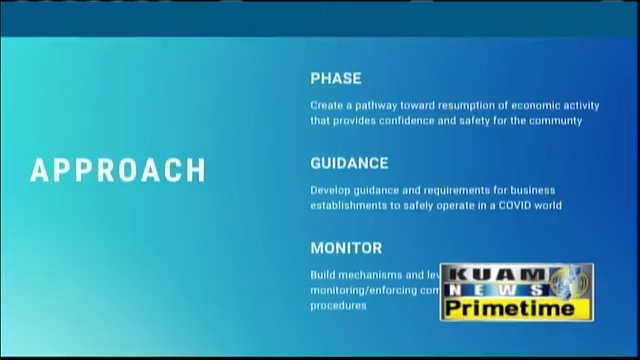 PHASE
Create a pathway toward resumption of economic activity
that provides confidence and safety for the communty
APPROACH
GUIDANCE
Develop guidance and requirements for business
establishments to safely operate in a COVID world
MONITOR
Build mechanisms and
monitoring/enforcing
procedures
KUAM
NEWS
Primetime